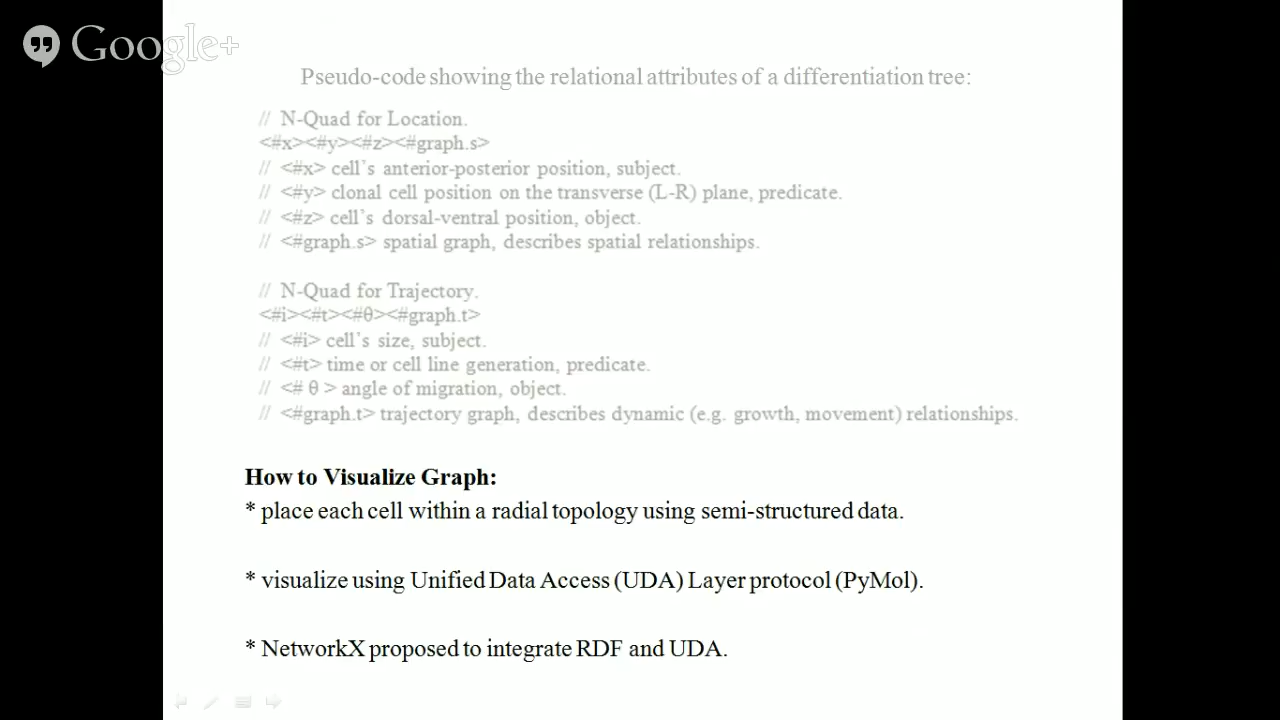 Google+
Pseudo-code showing the relational attributes of a differentiation tree:
// N-Quad for Location.
<#x><#y><#z><#graph.s>
// <#x> cell's anterior-posterior position, subject.
// <#y> clonal cell position on the transverse (L-R) plane, predicate.
// <#z> cell's dorsal-ventral position, object.
// <#graph.s> spatial graph, describes spatial relationships.
// N-Quad for Trajectory.
<#i><#t><#θ><#graph.t>
// <#i> cell's size, subject.
// <#t> time or cell line generation, predicate.
// <# θ > angle of migration, object.
// <#graph.t> trajectory graph, describes dynamic (e.g. growth, movement) relationships.
How to Visualize Graph:
* place each cell within a radial topology using semi-structured data.
* visualize using Unified Data Access (UDA) Layer protocol (PyMol).
* NetworkX proposed to integrate RDF and UDA.